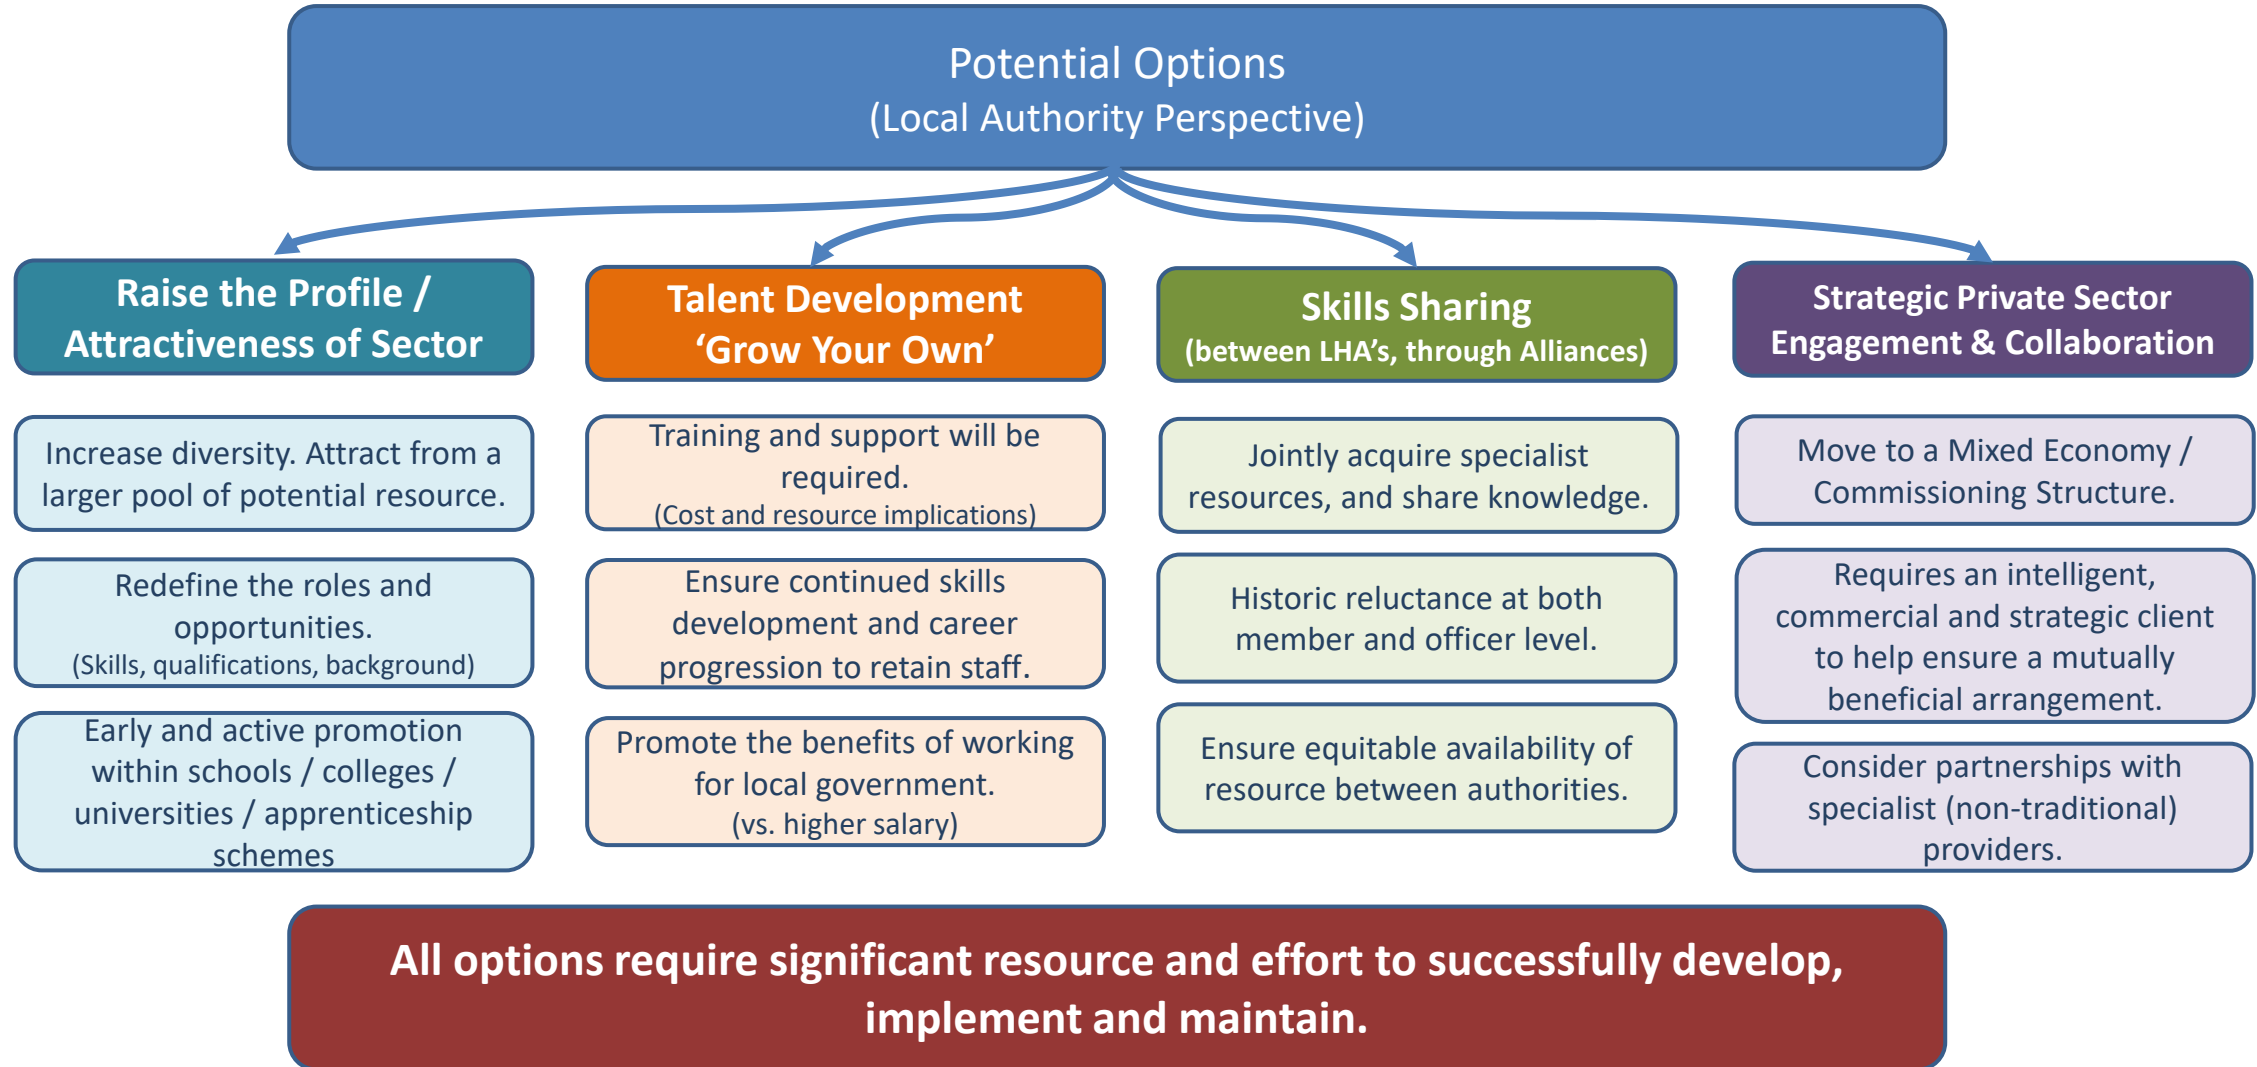 Potential Options
(Local Authority Perspective)
Raise the Profile /
Attractiveness of Sector
Increase diversity. Attract from a
larger pool of potential resource.
Redefine the roles and
opportunities.
(Skills, qualifications, background)
Early and active promotion
within schools / colleges /
universities / apprenticeship
schemes
Talent Development
‘Grow Your Own’
Training and support will be
required.
(Cost and resource implications)
Ensure continued skills
development and career
progression to retain staff.
Promote the benefits of working
for local government.
(vs. higher salary)
Skills Sharing
(between LHA’s, through Alliances)
Jointly acquire specialist
resources, and share knowledge.
Historic reluctance at both
member and officer level.
Ensure equitable availability of
resource between authorities.
Strategic Private Sector
Engagement & Collaboration
Move to a Mixed Economy /
Commissioning Structure.
Requires an intelligent,
commercial and strategic client
to help ensure a mutually
beneficial arrangement.
Consider partnerships with
specialist (non-traditional)
providers.
All options require significant resource and effort to successfully develop,
implement and maintain.